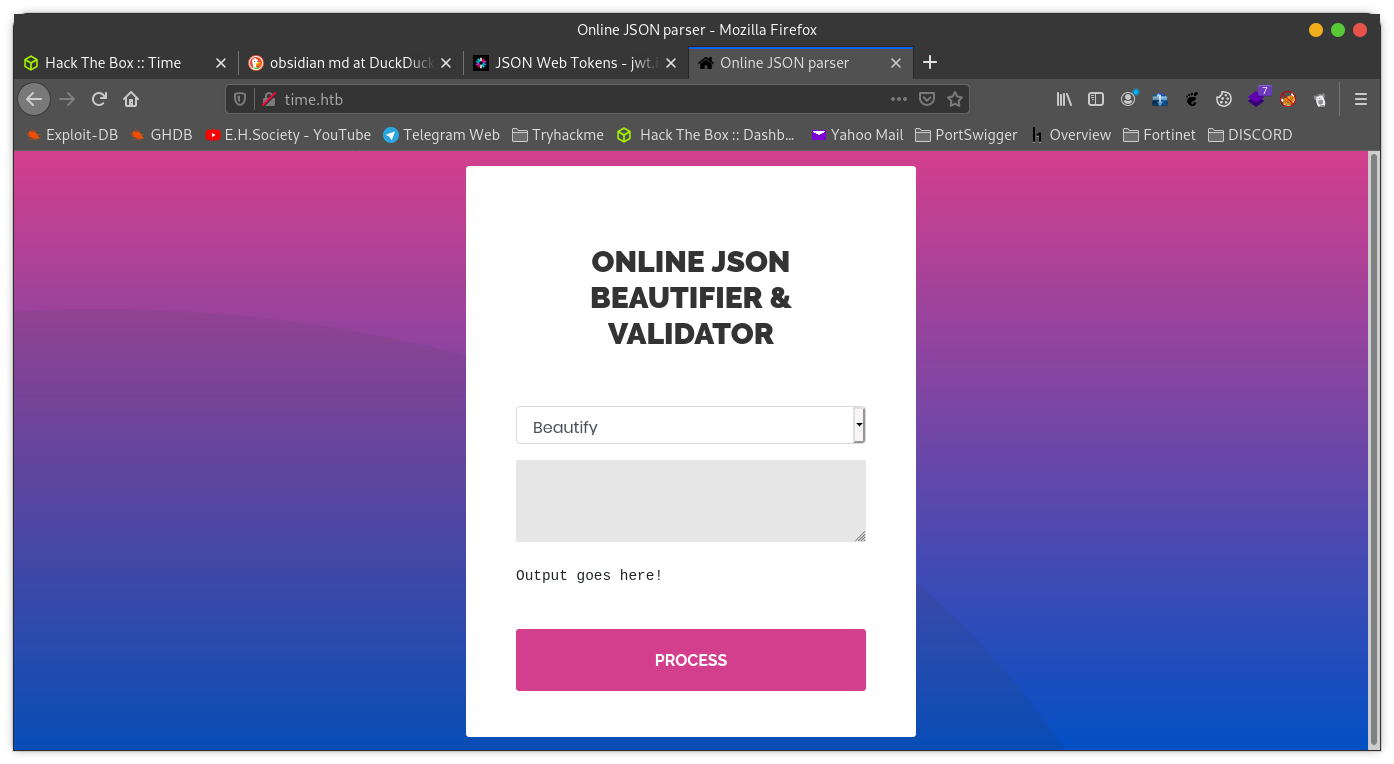 Online JSON parser - Mozilla Firefox
Hack The Box :: Time
obsidian md at DuckDuck
JSON Web Tokens - jwt.i
Online JSON parser
time.htb
7
Exploit-DB
GHDB
E.H.Society - YouTube
Telegram Web
Tryhackme
Hack The Box :: Dashb...
Yahoo Mail
PortSwigger
Overview
Fortinet
DISCORD
ONLINE JSON
BEAUTIFIER &
VALIDATOR
Beautify
Output goes here!
PROCESS